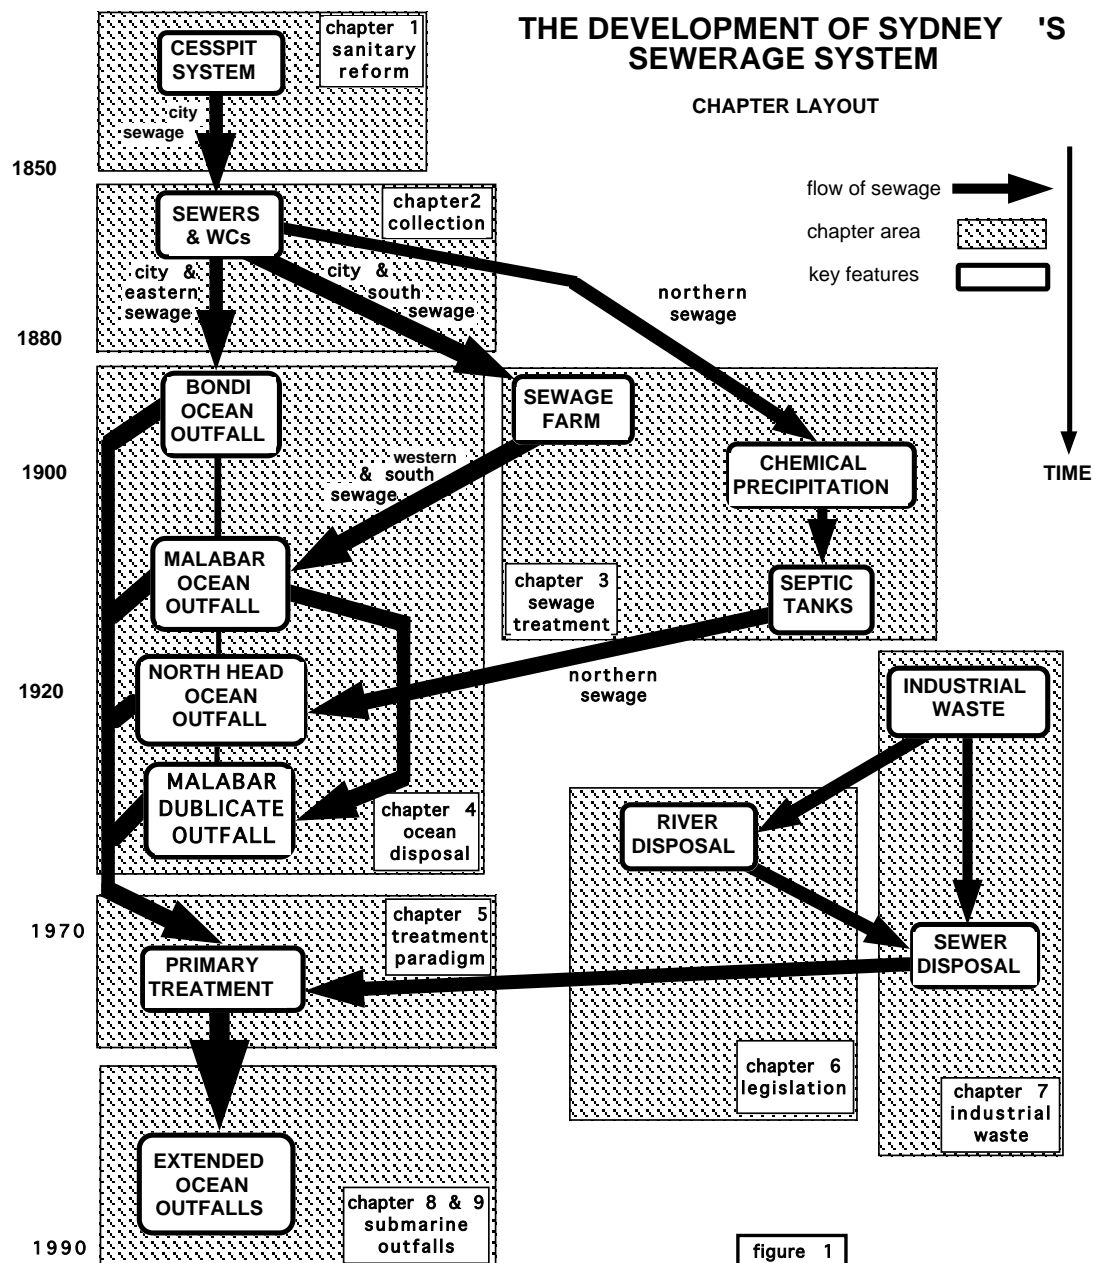 THE DEVELOPMENT OF SYDNEY 'S
SEWERAGE SYSTEM
CHAPTER LAYOUT
CESSPIT
SYSTEM
chapter 1
sanitary
reform
city
sewage
1850
flow of sewage
chapter area
key features
TIME
SEWERS
& WCs
chapter2
collection
city &
eastern
sewage
city &
south
sewage
northern
sewage
1880
BONDI
OCEAN
OUTFALL
SEWAGE
FARM
1900
western
& south
sewage
CHEMICAL
PRECIPITATION
MALABAR
OCEAN
OUTFALL
chapter 3
sewage
treatment
SEPTIC
TANKS
1920
NORTH HEAD
OCEAN
OUTFALL
northern
sewage
INDUSTRIAL
WASTE
MALABAR
DUBLICATE
OUTFALL
chapter 4
ocean
disposal
RIVER
DISPOSAL
1970
chapter 5
treatment
paradigm
PRIMARY
TREATMENT
SEWER
DISPOSAL
chapter 6
legislation
chapter 7
industrial
waste
EXTENDED
OCEAN
OUTFALLS
chapter 8 & 9
submarine
outfalls
1990
figure 1